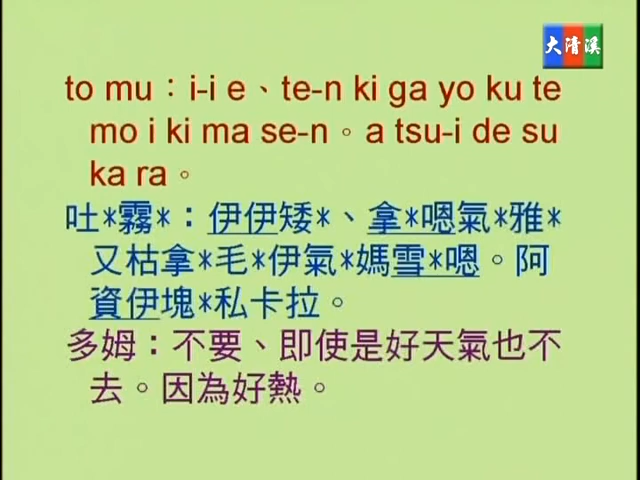 大清溪
to mu：i-i e、te-n ki ga yo ku te
mo i ki ma se-n。a tsu-i de su
ka ra。
吐*霧*：伊伊矮*、拿*嗯氣*雅*
又枯拿*毛*伊氣*媽雪*嗯。阿
資伊塊*私卡拉。
多姆：不要、即使是好天氣也不
去。因為好熱。